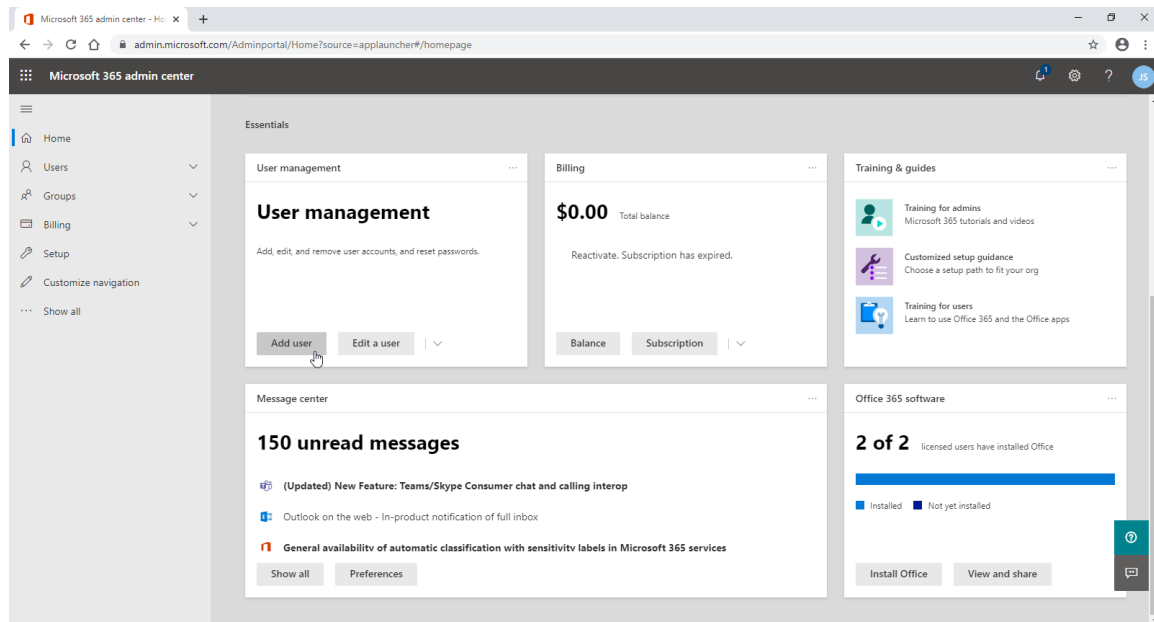 Microsoft 365 admin center - Ho
admin.microsoft.com/Adminportal/Home?source=applauncher#/homepage
Microsoft 365 admin center
1
?
JS
Home
Users
Groups
Billing
Setup
Customize navigation
Show all
Essentials
User management
User management
Add, edit, and remove user accounts, and reset passwords.
Add user
Edit a user
Billing
$0.00 Total balance
Reactivate. Subscription has expired.
Balance
Subscription
Training & guides
Training for admins
Microsoft 365 tutorials and videos
Customized setup guidance
Choose a setup path to fit your org
Training for users
Learn to use Office 365 and the Office apps
Message center
150 unread messages
(Updated) New Feature: Teams/Skype Consumer chat and calling interop
Outlook on the web - In-product notification of full inbox
General availability of automatic classification with sensitivity labels in Microsoft 365 services
Show all
Preferences
Office 365 software
2 of 2 licensed users have installed Office
Installed
Not yet installed
Install Office
View and share